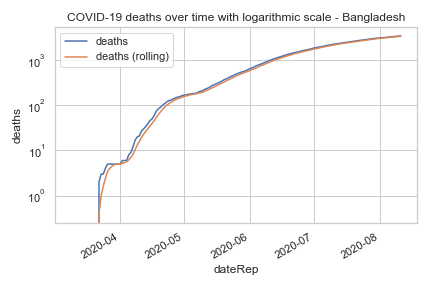 COVID-19 deaths over time with logarithmic scale - Bangladesh
deaths
deaths (rolling)
10³
10²
10¹
10⁰
deaths
2020-04
2020-05
2020-06
2020-07
2020-08
dateRep